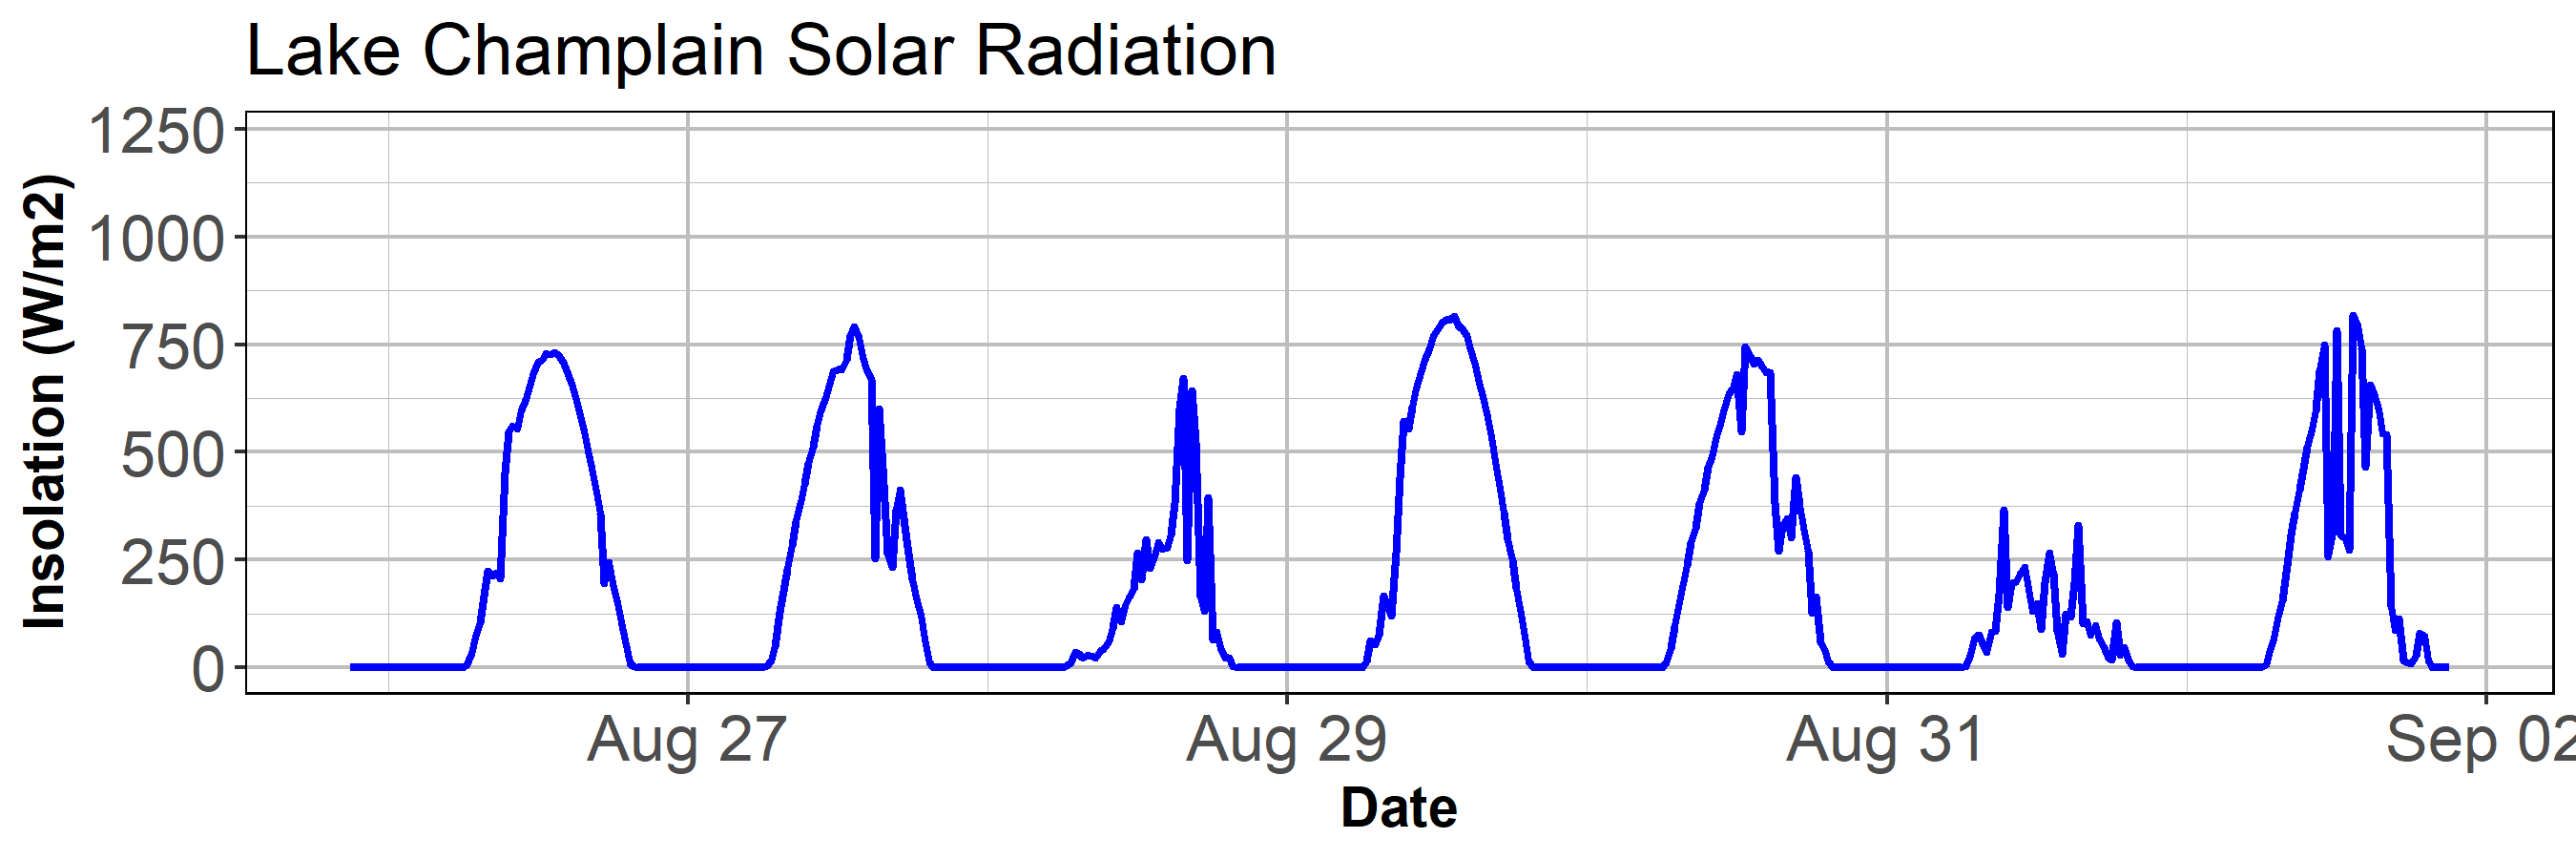 Lake Champlain Solar Radiation
Insolation (W/m2)
1250
1000
750
500
250
0
Aug 27 Aug 29 Aug 31 Sep 02
Date